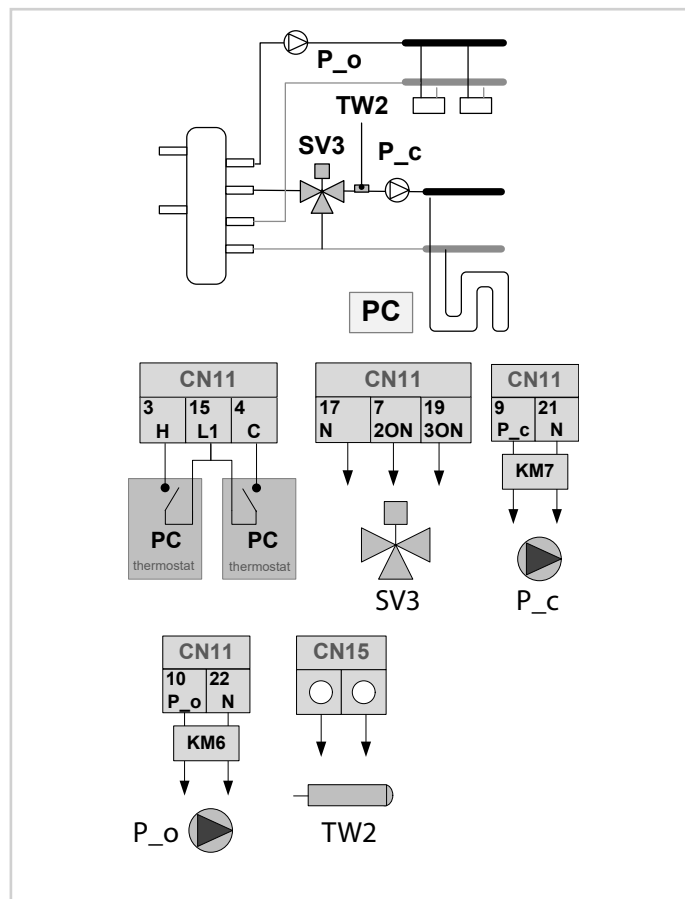 P_o
TW2
SV3
P_c
PC
CN11
3 15 4
H L1 C
PC PC
thermostat thermostat
CN11
17 7 19
N 2ON 3ON
SV3
CN11
9 21
P_c N
KM7
P_c
CN11
10 22
P_o N
KM6
P_o
CN15
TW2